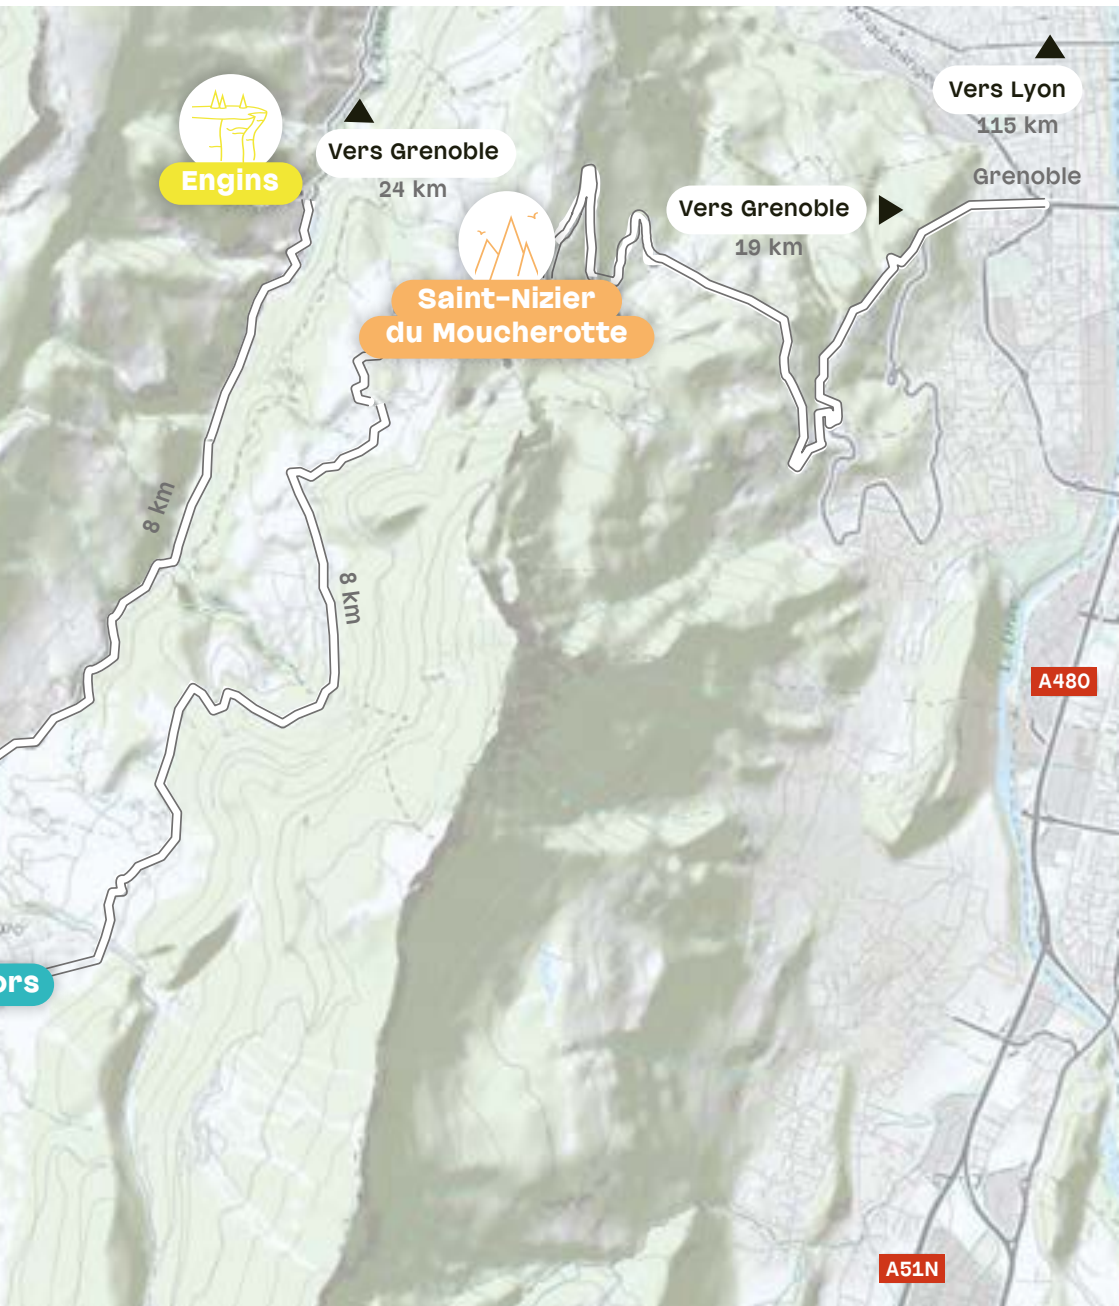 Vers Lyon
115 km
Engins
Vers Grenoble
24 km
Grenoble
Vers Grenoble
19 km
Saint-Nizier
du Moucherotte
8 km
8 km
A480
ors
A51N